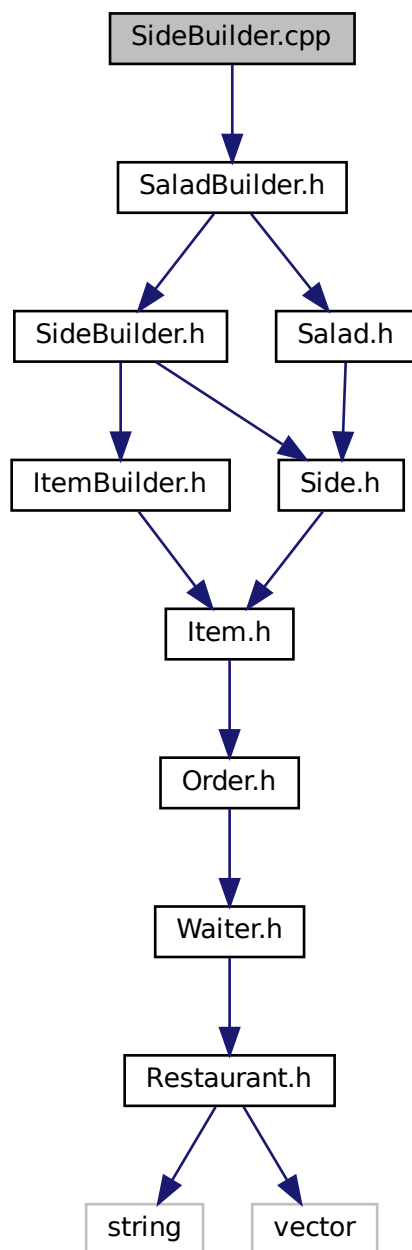 SideBuilder.cpp
SaladBuilder.h
SideBuilder.h
Salad.h
ItemBuilder.h
Side.h
Item.h
Order.h
Waiter.h
Restaurant.h
string
vector